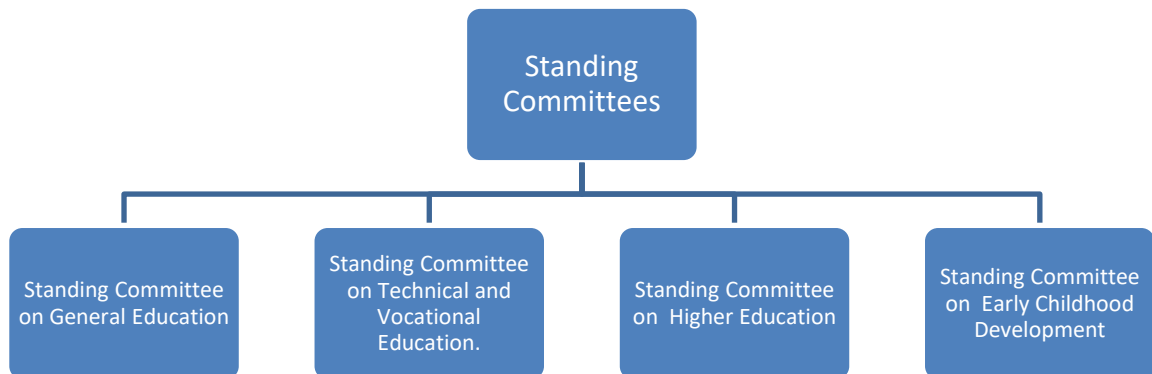 Standing
Committees
Standing Committee
on General Education
Standing Committee
on Technical and
Vocational
Education.
Standing Committee
on Higher Education
Standing Committee
on Early Childhood
Development